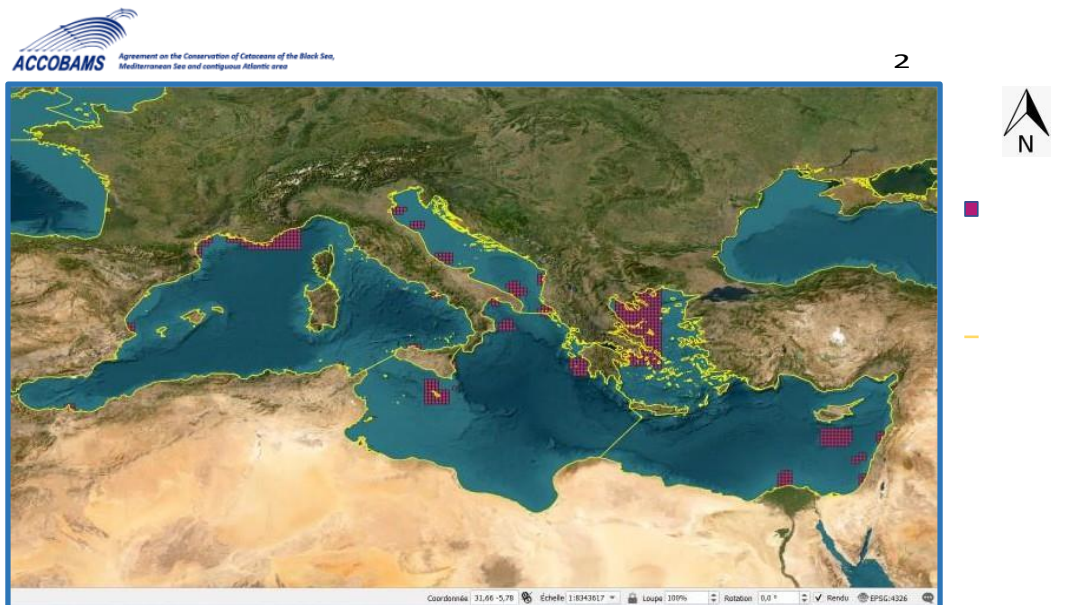 ACCOBAMS
Agreement on the Conservation of Cetaceans of the Black Sea,
Mediterranean Sea and contiguous Atlantic area
2
N
Coordonnée 31,66 -5,78 Échelle 1:8343617 Loupe 100% Rotation 0,0 ° Rendu EPSG:4326